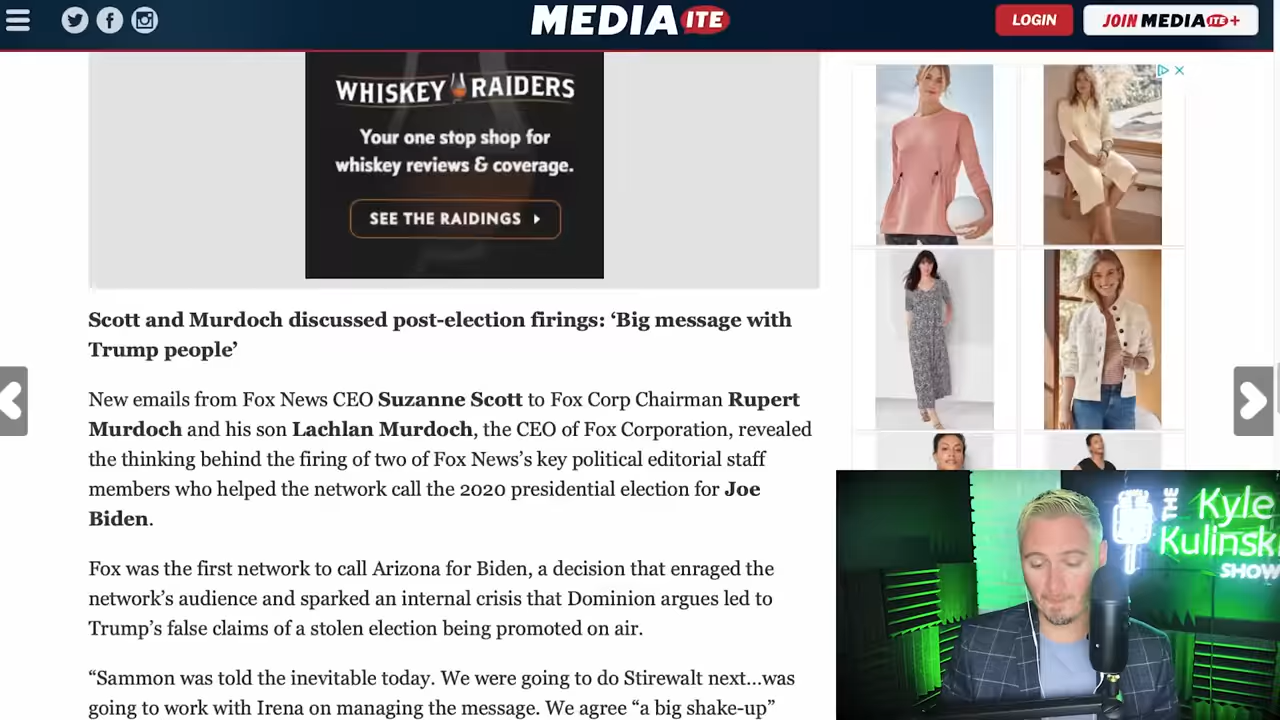 MEDIAITE
LOGIN
JOIN MEDIAITE+
WHISKEY RAIDERS
Your one stop shop for
whiskey reviews & coverage.
SEE THE RAIDINGS
Scott and Murdoch discussed post-election firings: ‘Big message with
Trump people’
New emails from Fox News CEO Suzanne Scott to Fox Corp Chairman Rupert
Murdoch and his son Lachlan Murdoch, the CEO of Fox Corporation, revealed
the thinking behind the firing of two of Fox News’s key political editorial staff
members who helped the network call the 2020 presidential election for Joe
Biden.
Fox was the first network to call Arizona for Biden, a decision that enraged the
network’s audience and sparked an internal crisis that Dominion argues led to
Trump’s false claims of a stolen election being promoted on air.
“Sammon was told the inevitable today. We were going to do Stirewalt next…was
going to work with Irena on managing the message. We agree “a big shake-up”
THE
Kyle
Kulinsk
SHOW